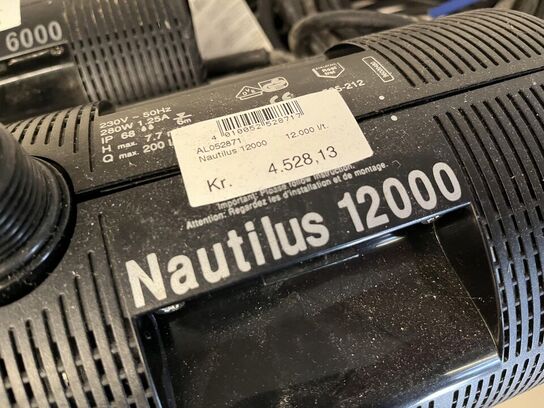 6000
230V ~ 50Hz
280W 1.25A
IP 68
H max. 7.7 m
Q max. 200 l
5-212
4 010052 528717
AL052871
Nautilus 12000 12.000 l/t.
Kr. 4.528,13
Important: Please follow instruction.
Attention: Regardez les d'installation et de montage.
Nautilus 12000